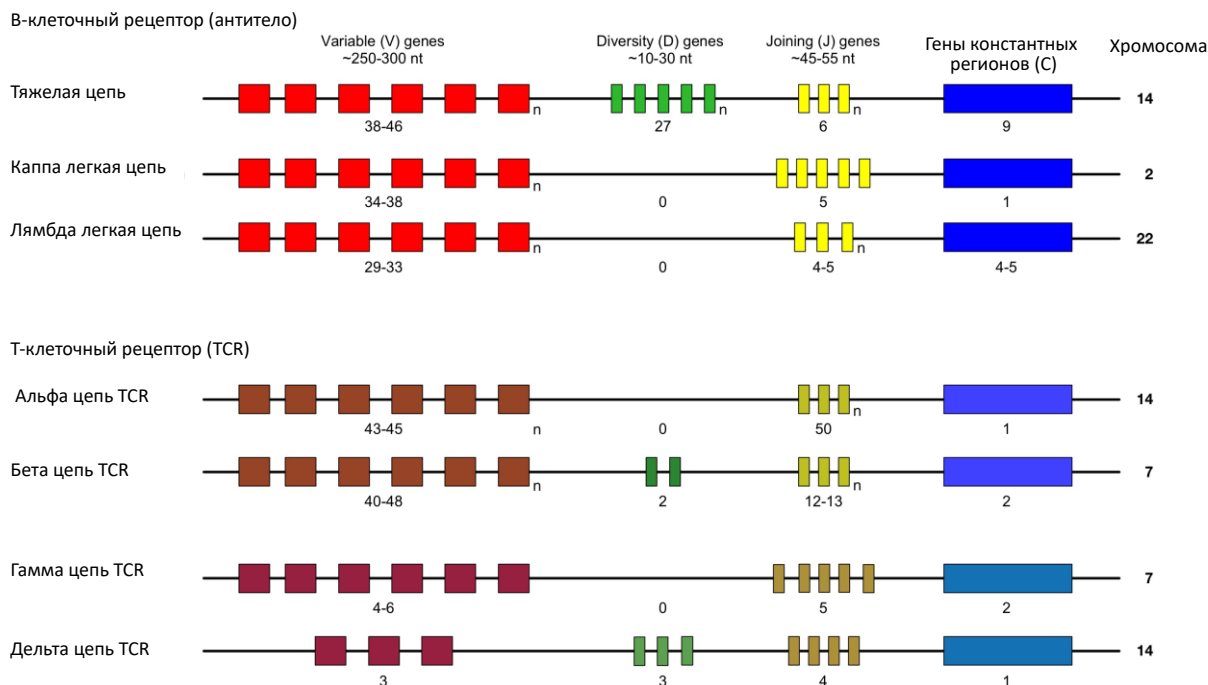 В-клеточный рецептор (антитело)
Variable (V) genes
~250-300 nt
Diversity (D) genes
~10-30 nt
Joining (J) genes
~45-55 nt
Гены константных
регионов (С)
Хромосома
Тяжелая цепь
n
n
n
14
38-46
27
6
9
Каппа легкая цепь
n
2
34-38
0
5
1
Лямбда легкая цепь
n
n
22
29-33
0
4-5
4-5
Т-клеточный рецептор (TCR)
Альфа цепь TCR
n
n
14
43-45
0
50
1
Бета цепь TCR
n
n
7
40-48
2
12-13
2
Гамма цепь TCR
7
4-6
0
5
2
Дельта цепь TCR
14
3
3
4
1